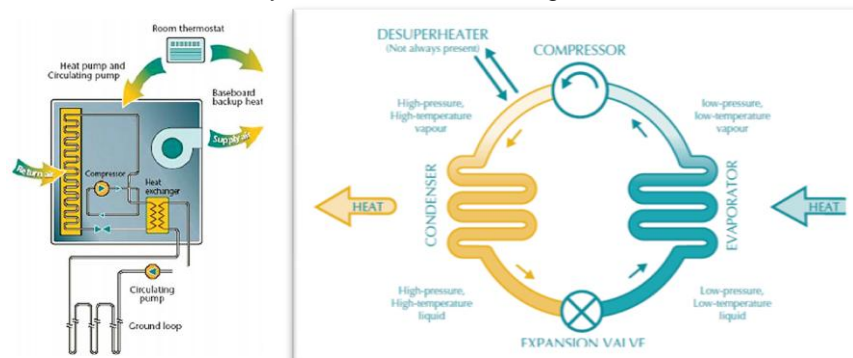 Room thermostat
Heat pump and
Circulating pump
Baseboard
backup heat
Supply air
Return air
Compressor
Heat
exchanger
Circulating
pump
Ground loop
DESUPERHEATER
(Not always present)
COMPRESSOR
High-pressure,
High-temperature
vapour
low-pressure,
low-temperature
vapour
HEAT
CONDENSER
EVAPORATOR
HEAT
High-pressure,
High-temperature
liquid
Low-pressure,
Low-temperature
liquid
EXPANSION VALVE